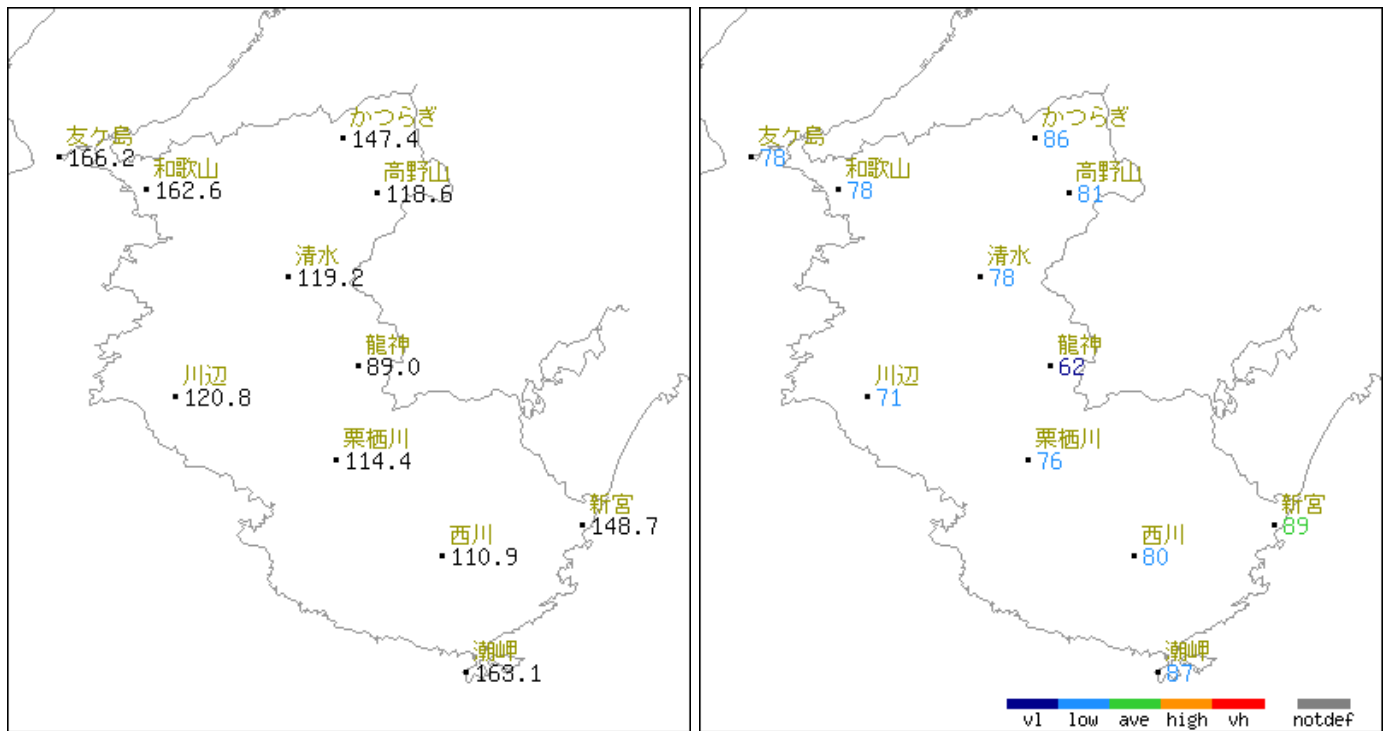 かつらぎ
147.4
友ケ島
166.2
和歌山
162.6
高野山
118.6
清水
119.2
龍神
89.0
川辺
120.8
栗栖川
114.4
新宮
148.7
西川
110.9
潮岬
163.1
かつらぎ
86
友ケ島
78
和歌山
78
高野山
81
清水
78
龍神
62
川辺
71
栗栖川
76
新宮
89
西川
80
潮岬
87
vl low ave high vh notdef